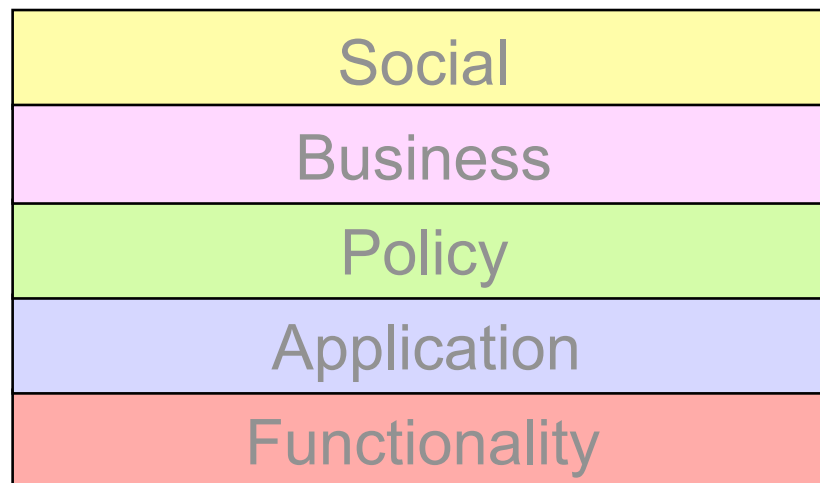 Social
Business
Policy
Application
Functionality